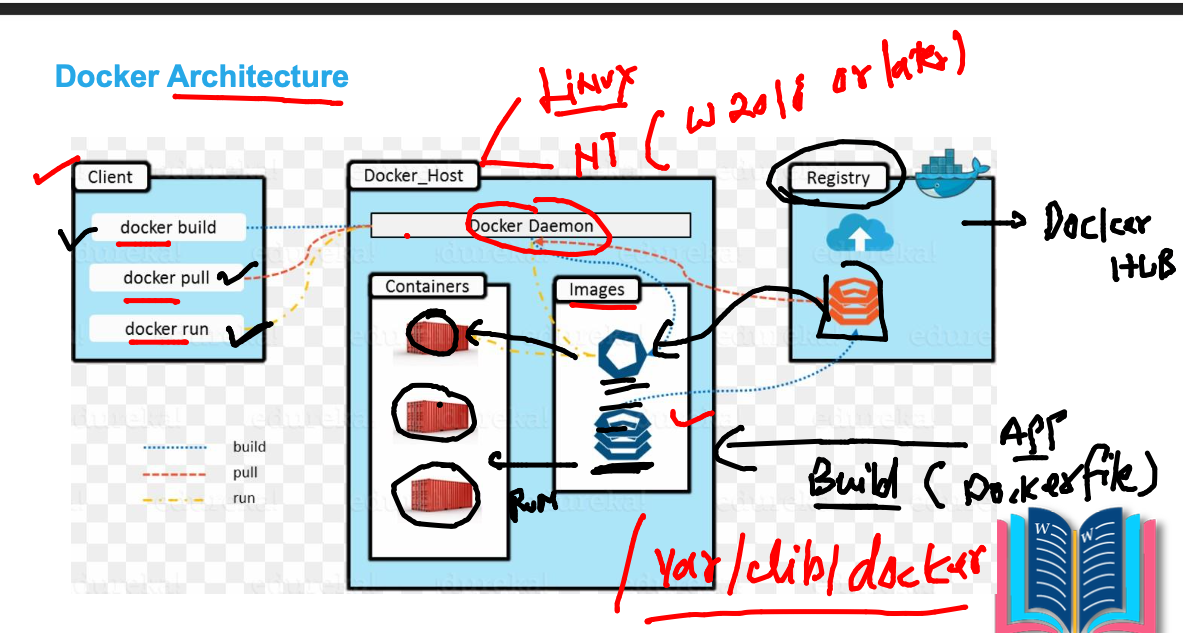 Docker Architecture
Linux
NT ( W 2016 or later)
Client
docker build
docker pull
docker run
Docker_Host
Docker Daemon
Containers
Images
Registry
Docker
HUB
build
pull
run
RUN
APP
Build ( Dockerfile)
/var/lib/docker
W W